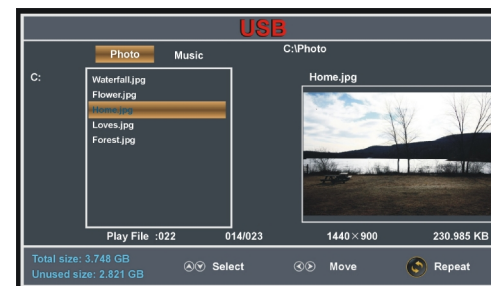 USB
Photo Music C:\Photo
C: Home.jpg
Waterfall.jpg
Flower.jpg
Home.jpg
Loves.jpg
Forest.jpg
Play File :022 014/023 1440×900 230.985 KB
Total size: 3.748 GB
Unused size: 2.821 GB
Select Move Repeat